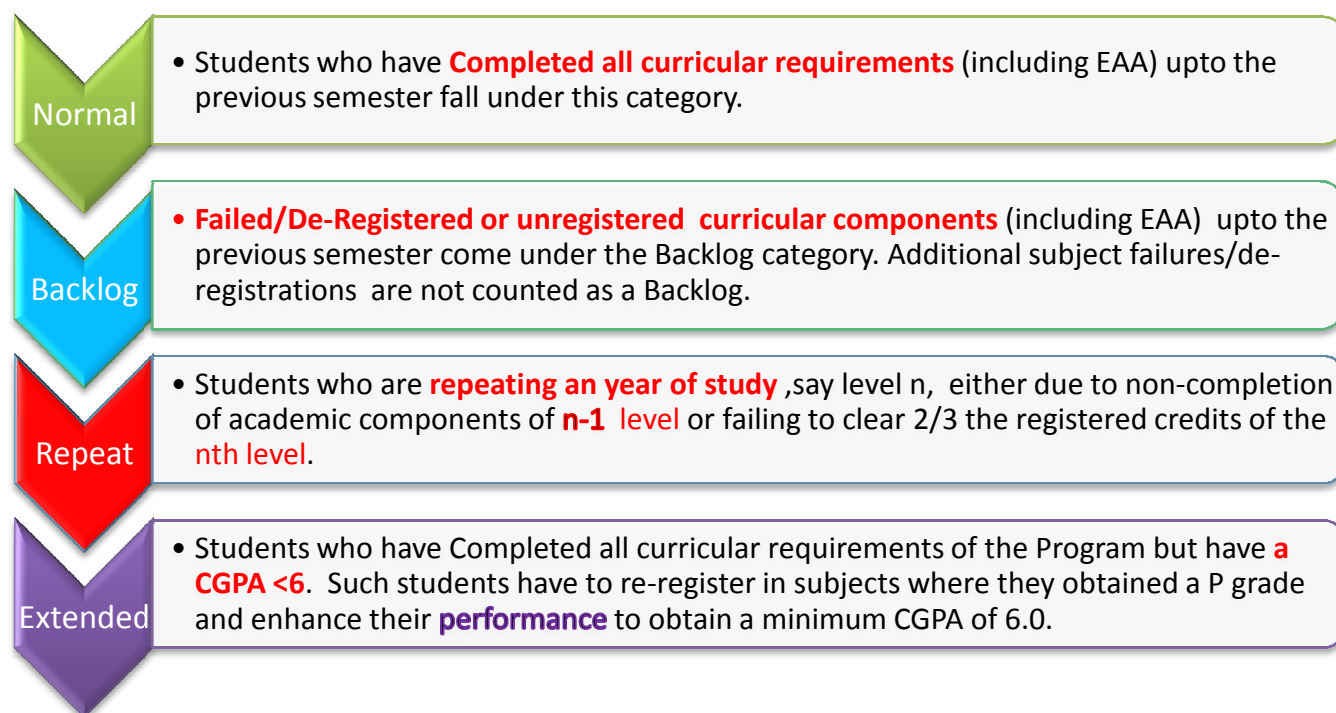 Normal
• Students who have Completed all curricular requirements (including EAA) upto the
previous semester fall under this category.
Backlog
• Failed/De-Registered or unregistered curricular components (including EAA) upto the
previous semester come under the Backlog category. Additional subject failures/de-
registrations are not counted as a Backlog.
Repeat
• Students who are repeating an year of study ,say level n, either due to non-completion
of academic components of n-1 level or failing to clear 2/3 the registered credits of the
nth level.
Extended
• Students who have Completed all curricular requirements of the Program but have a
CGPA <6. Such students have to re-register in subjects where they obtained a P grade
and enhance their performance to obtain a minimum CGPA of 6.0.